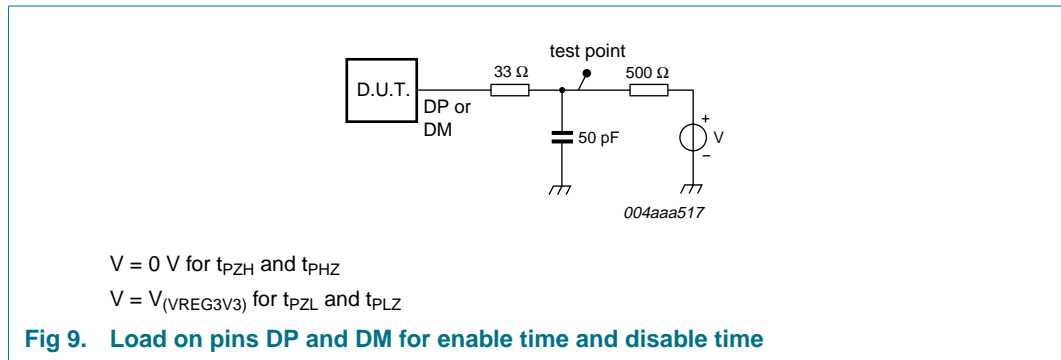 test point
33 Ω
500 Ω
D.U.T.
DP or
DM
50 pF
+
V
−
004aaa517
V = 0 V for tPZH and tPHZ
V = V(VREG3V3) for tPZL and tPLZ
Fig 9. Load on pins DP and DM for enable time and disable time